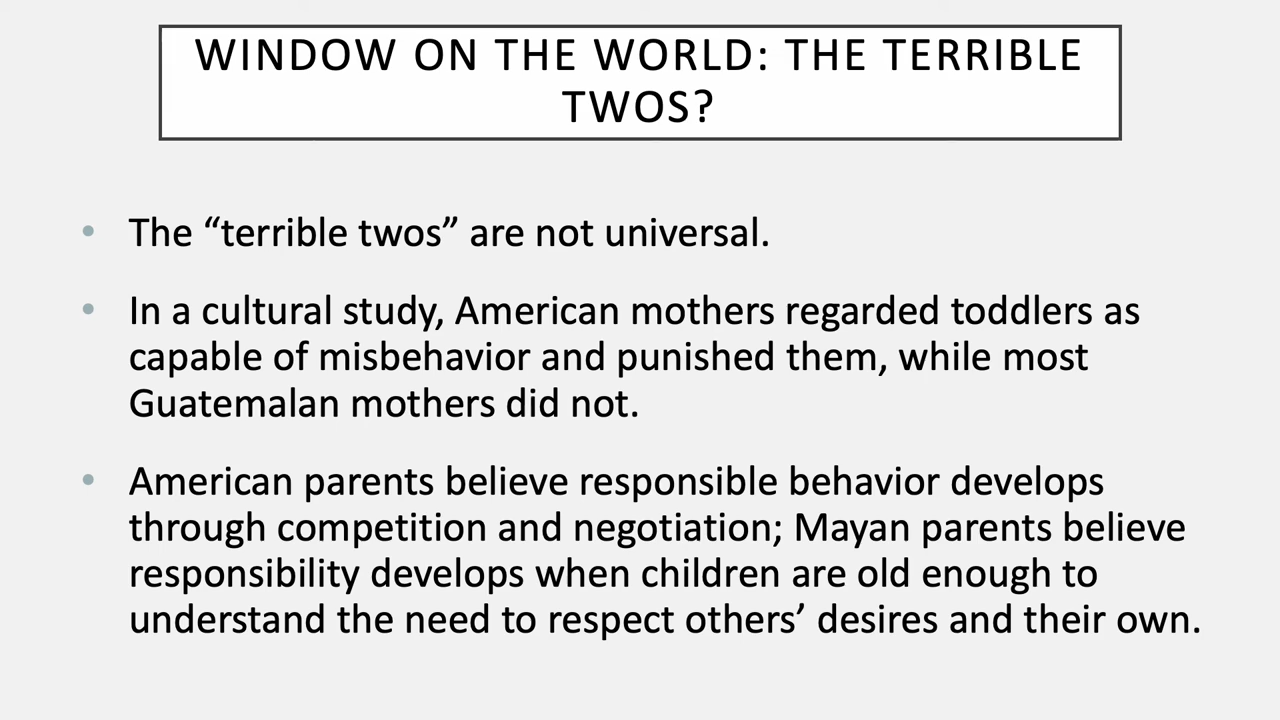 WINDOW ON THE WORLD: THE TERRIBLE
TWOS?
• The “terrible twos” are not universal.
• In a cultural study, American mothers regarded toddlers as
capable of misbehavior and punished them, while most
Guatemalan mothers did not.
• American parents believe responsible behavior develops
through competition and negotiation; Mayan parents believe
responsibility develops when children are old enough to
understand the need to respect others’ desires and their own.